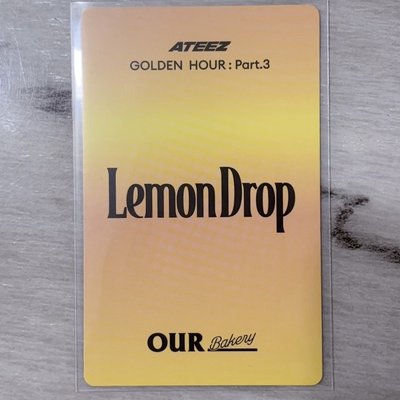 ATEEZ
GOLDEN HOUR : Part.3
Lemon Drop
OUR Bakery